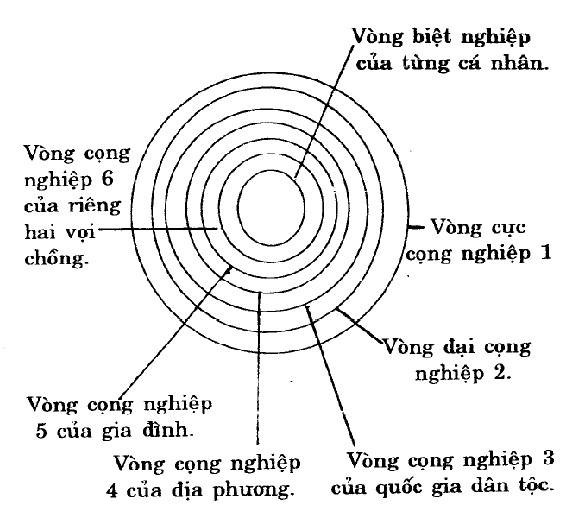 Vòng biệt nghiệp
của từng cá nhân.
Vòng cọng
nghiệp 6
của riêng
hai vợi
chồng.
Vòng cực
cọng nghiệp 1
Vòng đại cọng
nghiệp 2.
Vòng cọng nghiệp
5 của gia đình.
Vòng cọng nghiệp
4 của địa phương.
Vòng cọng nghiệp 3
của quốc gia dân tộc.